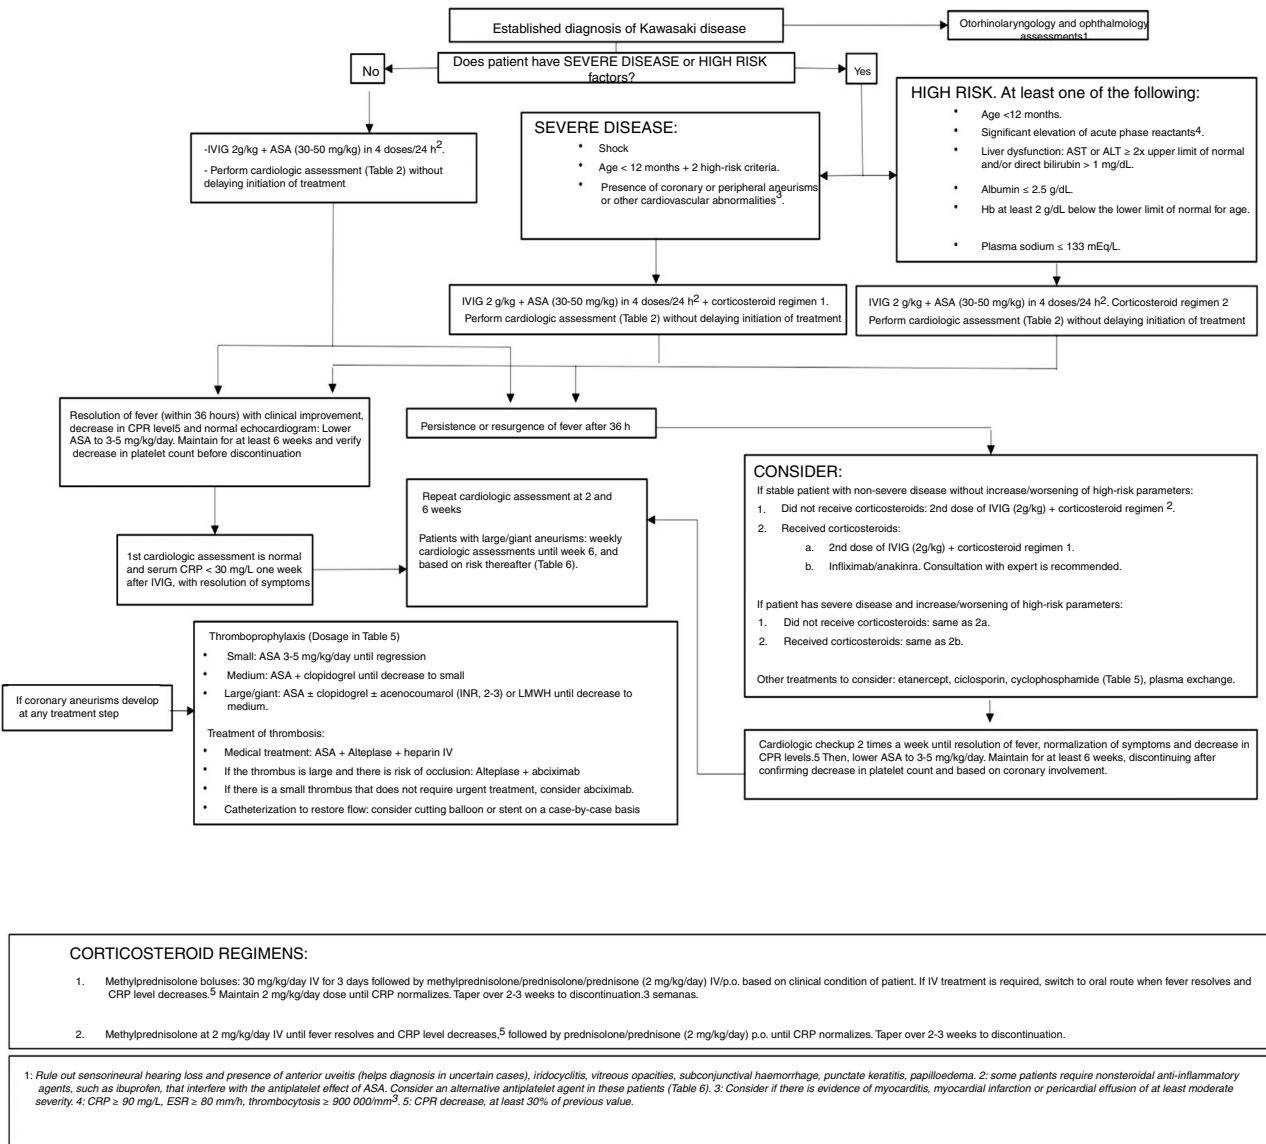 Established diagnosis of Kawasaki disease
Otorhinolaryngology and ophthalmology
assessments1
Does patient have SEVERE DISEASE or HIGH RISK
factors?
No
Yes
-IVIG 2g/kg + ASA (30-50 mg/kg) in 4 doses/24 h2.
- Perform cardiologic assessment (Table 2) without
delaying initiation of treatment
SEVERE DISEASE:
• Shock
• Age < 12 months + 2 high-risk criteria.
• Presence of coronary or peripheral aneurisms
or other cardiovascular abnormalities3.
HIGH RISK. At least one of the following:
• Age <12 months.
• Significant elevation of acute phase reactants4.
• Liver dysfunction: AST or ALT ≥ 2x upper limit of normal
and/or direct bilirubin > 1 mg/dL.
• Albumin ≤ 2.5 g/dL.
• Hb at least 2 g/dL below the lower limit of normal for age.
• Plasma sodium ≤ 133 mEq/L.
IVIG 2 g/kg + ASA (30-50 mg/kg) in 4 doses/24 h2 + corticosteroid regimen 1.
Perform cardiologic assessment (Table 2) without delaying initiation of treatment
IVIG 2 g/kg + ASA (30-50 mg/kg) in 4 doses/24 h2. Corticosteroid regimen 2
Perform cardiologic assessment (Table 2) without delaying initiation of treatment
Resolution of fever (within 36 hours) with clinical improvement,
decrease in CPR level5 and normal echocardiogram: Lower
ASA to 3-5 mg/kg/day. Maintain for at least 6 weeks and verify
decrease in platelet count before discontinuation
Persistence or resurgence of fever after 36 h
1st cardiologic assessment is normal
and serum CRP < 30 mg/L one week
after IVIG, with resolution of symptoms
Repeat cardiologic assessment at 2 and
6 weeks
Patients with large/giant aneurisms: weekly
cardiologic assessments until week 6, and
based on risk thereafter (Table 6).
CONSIDER:
If stable patient with non-severe disease without increase/worsening of high-risk parameters:
1. Did not receive corticosteroids: 2nd dose of IVIG (2g/kg) + corticosteroid regimen 2.
2. Received corticosteroids:
a. 2nd dose of IVIG (2g/kg) + corticosteroid regimen 1.
b. Infliximab/anakinra. Consultation with expert is recommended.
If patient has severe disease and increase/worsening of high-risk parameters:
1. Did not receive corticosteroids: same as 2a.
2. Received corticosteroids: same as 2b.
Other treatments to consider: etanercept, ciclosporin, cyclophosphamide (Table 5), plasma exchange.
Cardiologic checkup 2 times a week until resolution of fever, normalization of symptoms and decrease in
CPR levels.5 Then, lower ASA to 3-5 mg/kg/day. Maintain for at least 6 weeks, discontinuing after
confirming decrease in platelet count and based on coronary involvement.
If coronary aneurisms develop
at any treatment step
Thromboprophylaxis (Dosage in Table 5)
• Small: ASA 3-5 mg/kg/day until regression
• Medium: ASA + clopidogrel until decrease to small
• Large/giant: ASA ± clopidogrel ± acenocoumarol (INR, 2-3) or LMWH until decrease to
medium.
Treatment of thrombosis:
• Medical treatment: ASA + Alteplase + heparin IV
• If the thrombus is large and there is risk of occlusion: Alteplase + abciximab
• If there is a small thrombus that does not require urgent treatment, consider abciximab.
• Catheterization to restore flow: consider cutting balloon or stent on a case-by-case basis
CORTICOSTEROID REGIMENS:
1. Methylprednisolone boluses: 30 mg/kg/day IV for 3 days followed by methylprednisolone/prednisolone/prednisone (2 mg/kg/day) IV/p.o. based on clinical condition of patient. If IV treatment is required, switch to oral route when fever resolves and
CRP level decreases.5 Maintain 2 mg/kg/day dose until CRP normalizes. Taper over 2-3 weeks to discontinuation.3 semanas.
2. Methylprednisolone at 2 mg/kg/day IV until fever resolves and CRP level decreases,5 followed by prednisolone/prednisone (2 mg/kg/day) p.o. until CRP normalizes. Taper over 2-3 weeks to discontinuation.
1: Rule out sensorineural hearing loss and presence of anterior uveitis (helps diagnosis in uncertain cases), iridocyclitis, vitreous opacities, subconjunctival haemorrhage, punctate keratitis, papilloedema. 2: some patients require nonsteroidal anti-inflammatory
agents, such as ibuprofen, that interfere with the antiplatelet effect of ASA. Consider an alternative antiplatelet agent in these patients (Table 6). 3: Consider if there is evidence of myocarditis, myocardial infarction or pericardial effusion of at least moderate
severity. 4: CRP ≥ 90 mg/L, ESR ≥ 80 mm/h, thrombocytosis ≥ 900 000/mm3. 5: CPR decrease, at least 30% of previous value.